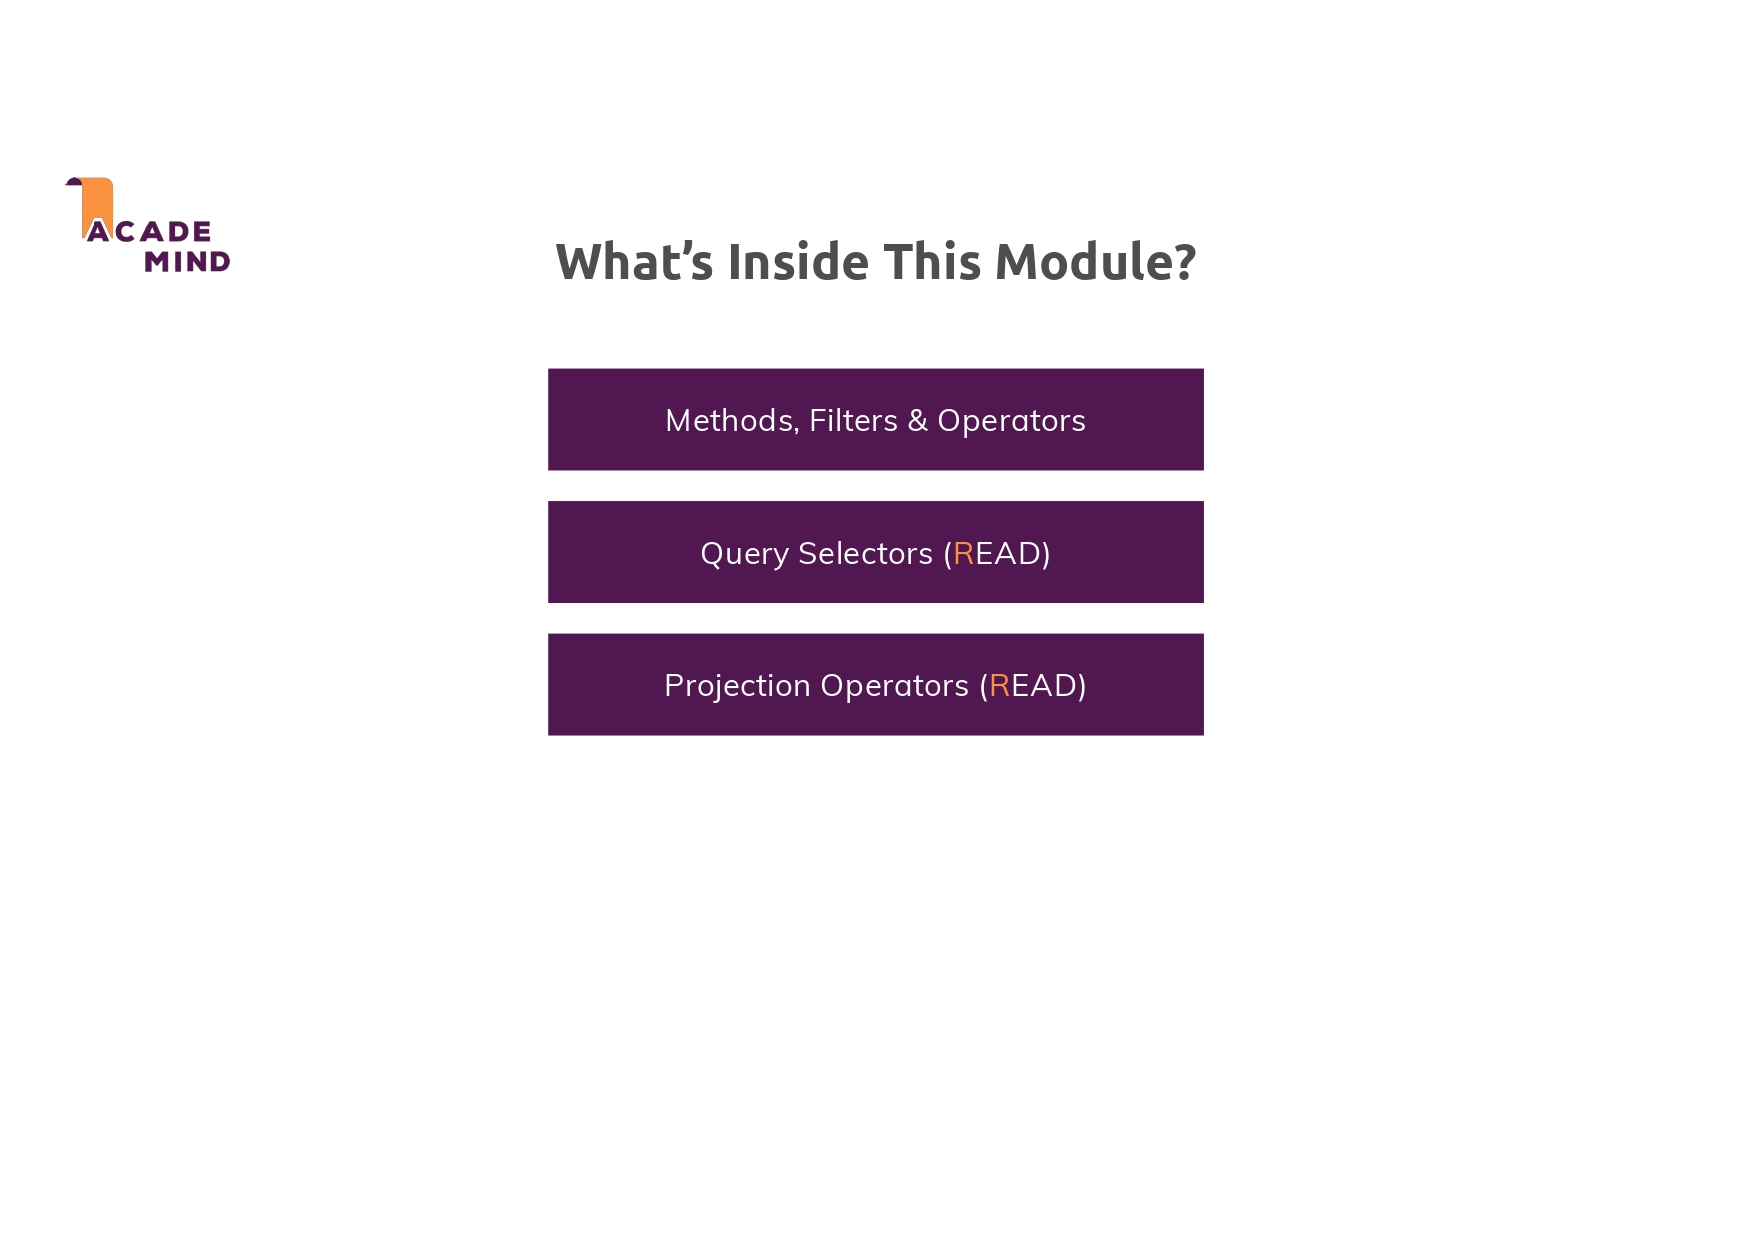 ACADE
MIND
What’s Inside This Module?
Methods, Filters & Operators
Query Selectors (READ)
Projection Operators (READ)